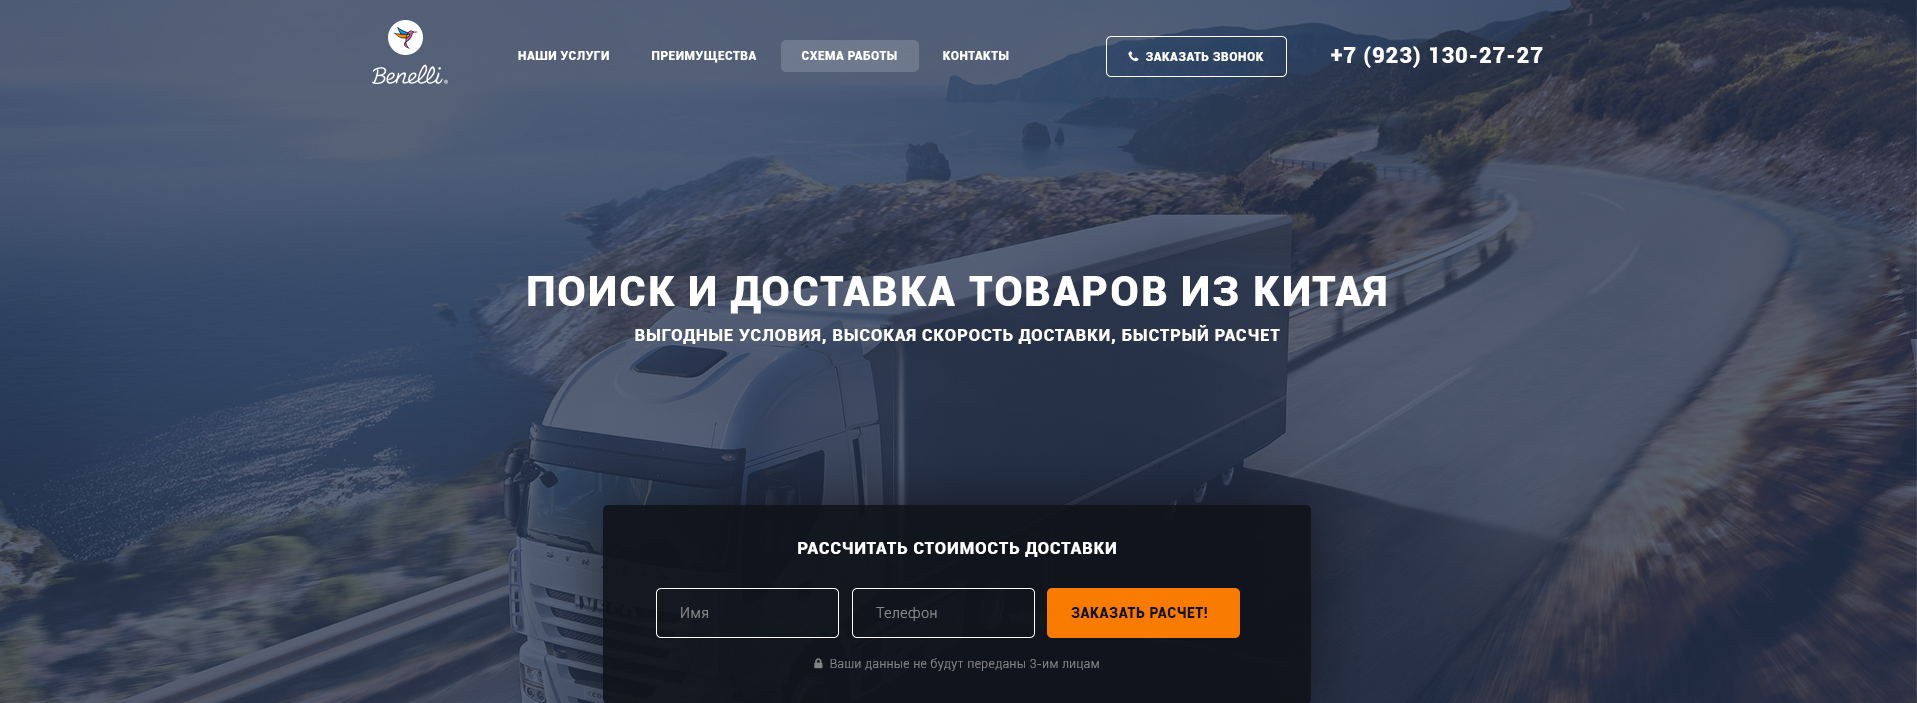 Benelli
НАШИ УСЛУГИ
ПРЕИМУЩЕСТВА
СХЕМА РАБОТЫ
КОНТАКТЫ
ЗАКАЗАТЬ ЗВОНОК
+7 (923) 130-27-27
ПОИСК И ДОСТАВКА ТОВАРОВ ИЗ КИТАЯ
ВЫГОДНЫЕ УСЛОВИЯ, ВЫСОКАЯ СКОРОСТЬ ДОСТАВКИ, БЫСТРЫЙ РАСЧЕТ
РАССЧИТАТЬ СТОИМОСТЬ ДОСТАВКИ
Имя
Телефон
ЗАКАЗАТЬ РАСЧЕТ!
Ваши данные не будут переданы 3-им лицам